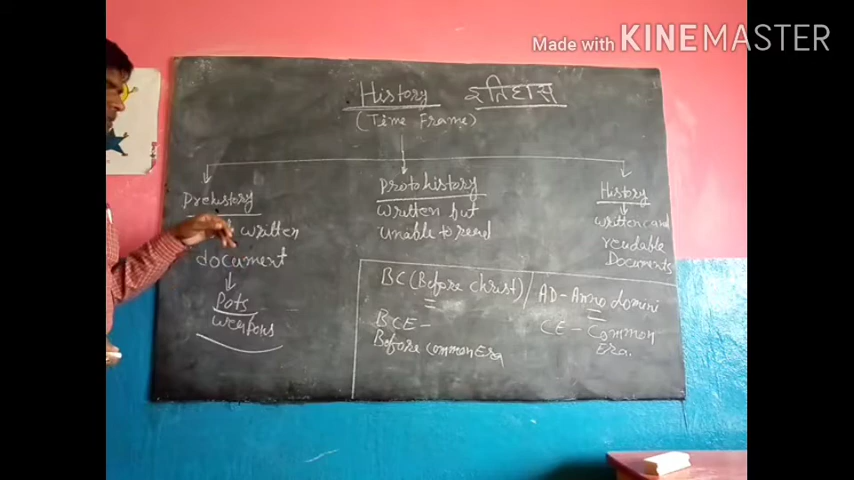 Made with KINEMASTER
History इतिहास
(Time Frame)
Prehistory
written
document
Pots
weapons
Protohistory
written but
unable to read
History
written and
readable
Documents
BC (Before christ) / AD - Anno domini
BCE -
Before common Era
CE - Common
Era.